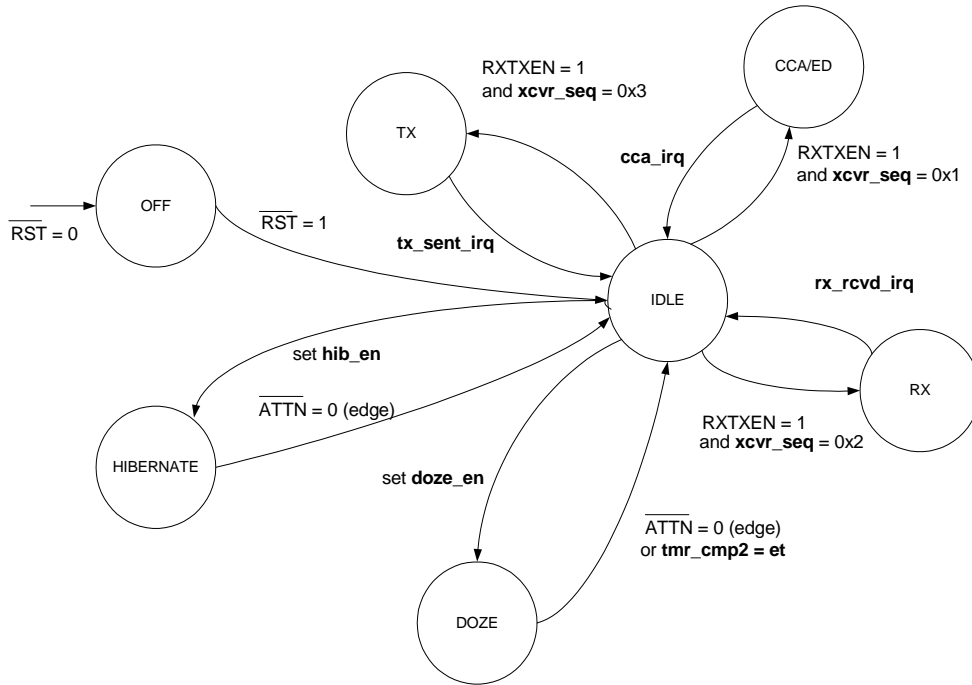 CCA/ED
RXTXEN = 1
and xcvr_seq = 0x3
TX
cca_irq
RXTXEN = 1
and xcvr_seq = 0x1
OFF
RST = 0
RST = 1
tx_sent_irq
IDLE
rx_rcvd_irq
set hib_en
ATTN = 0 (edge)
RX
RXTXEN = 1
and xcvr_seq = 0x2
HIBERNATE
set doze_en
ATTN = 0 (edge)
or tmr_cmp2 = et
DOZE